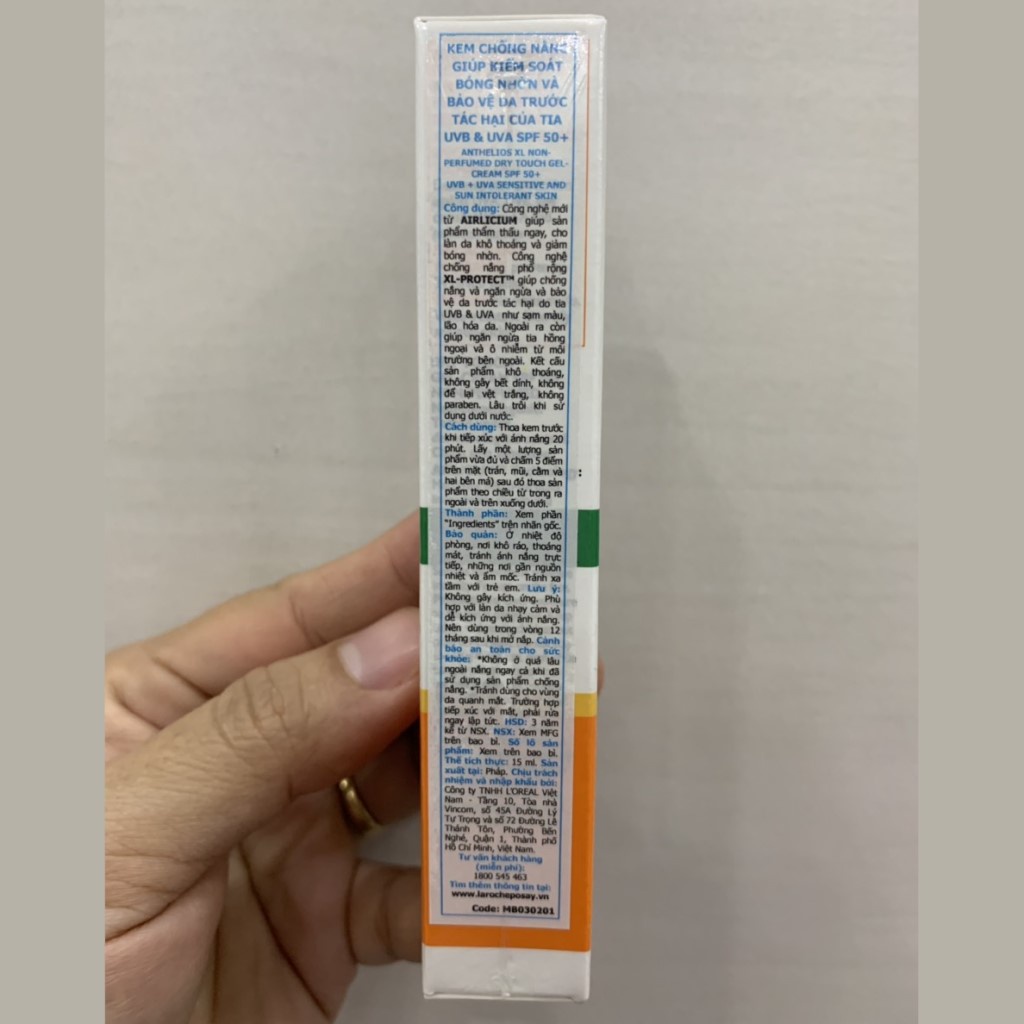 KEM CHỐNG NẮNG
GIÚP KIỂM SOÁT
BÓNG NHỜN VÀ
BẢO VỆ DA TRƯỚC
TÁC HẠI CỦA TIA
UVB & UVA SPF 50+
ANTHELIOS XL NON-
PERFUMED DRY TOUCH GEL-
CREAM SPF 50+
UVB + UVA SENSITIVE AND
SUN INTOLERANT SKIN
Công dụng: Công nghệ mới
từ AIRLICIUM giúp sản
phẩm thẩm thấu ngay, cho
làn da khô thoáng và giảm
bóng nhờn. Công nghệ
chống nắng phổ rộng
XL-PROTECT™ giúp chống
nắng và ngăn ngừa và bảo
vệ da trước tác hại do tia
UVB & UVA như sạm màu,
lão hóa da. Ngoài ra còn
giúp ngăn ngừa tia hồng
ngoại và ô nhiễm từ môi
trường bên ngoài. Kết cấu
sản phẩm khô thoáng,
không gây bết dính, không
để lại vệt trắng, không
paraben. Lâu trôi khi sử
dụng dưới nước.
Cách dùng: Thoa kem trước
khi tiếp xúc với ánh nắng 20
phút. Lấy một lượng sản
phẩm vừa đủ và chấm 5 điểm
trên mặt (trán, mũi, cằm và
hai bên má) sau đó thoa sản
phẩm theo chiều từ trong ra
ngoài và trên xuống dưới.
Thành phần: Xem phần
"Ingredients" trên nhãn gốc.
Bảo quản: Ở nhiệt độ
phòng, nơi khô ráo, thoáng
mát, tránh ánh nắng trực
tiếp, những nơi gần nguồn
nhiệt và ẩm mốc. Tránh xa
tầm với trẻ em. Lưu ý:
Không gây kích ứng. Phù
hợp với làn da nhạy cảm và
dễ kích ứng với ánh nắng.
Nên dùng trong vòng 12
tháng sau khi mở nắp. Cảnh
báo an toàn cho sức
khỏe: *Không ở quá lâu
ngoài nắng ngay cả khi đã
sử dụng sản phẩm chống
nắng. *Tránh dùng cho vùng
da quanh mắt. Trường hợp
tiếp xúc với mắt, phải rửa
ngay lập tức. HSD: 3 năm
kể từ NSX. NSX: Xem MFG
trên bao bì. Số lô sản
phẩm: Xem trên bao bì.
Thể tích thực: 15 ml. Sản
xuất tại: Pháp. Chịu trách
nhiệm và nhập khẩu bởi:
Công ty TNHH L'OREAL Việt
Nam - Tầng 10, Tòa nhà
Vincom, số 45A Đường Lý
Tự Trọng và số 72 Đường Lê
Thánh Tôn, Phường Bến
Nghé, Quận 1, Thành phố
Hồ Chí Minh, Việt Nam.
Tư vấn khách hàng
(miễn phí):
1800 545 463
Tìm thêm thông tin tại:
www.larocheposay.vn
Code: MB030201